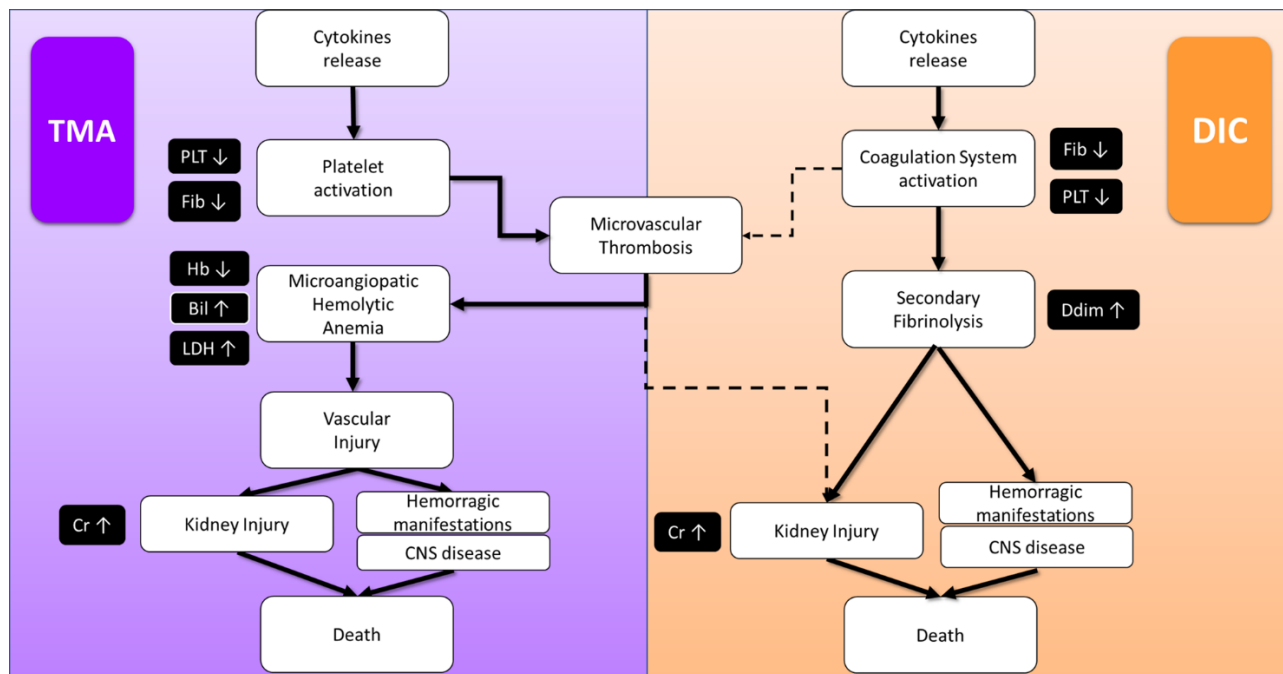 TMA
Cytokines
release
PLT ↓
Fib ↓
Platelet
activation
Hb ↓
Bil ↑
LDH ↑
Microangiopatic
Hemolytic
Anemia
Vascular
Injury
Cr ↑
Kidney Injury
Hemorragic
manifestations
CNS disease
Death
Microvascular
Thrombosis
DIC
Cytokines
release
Coagulation System
activation
Fib ↓
PLT ↓
Secondary
Fibrinolysis
Ddim ↑
Cr ↑
Kidney Injury
Hemorragic
manifestations
CNS disease
Death